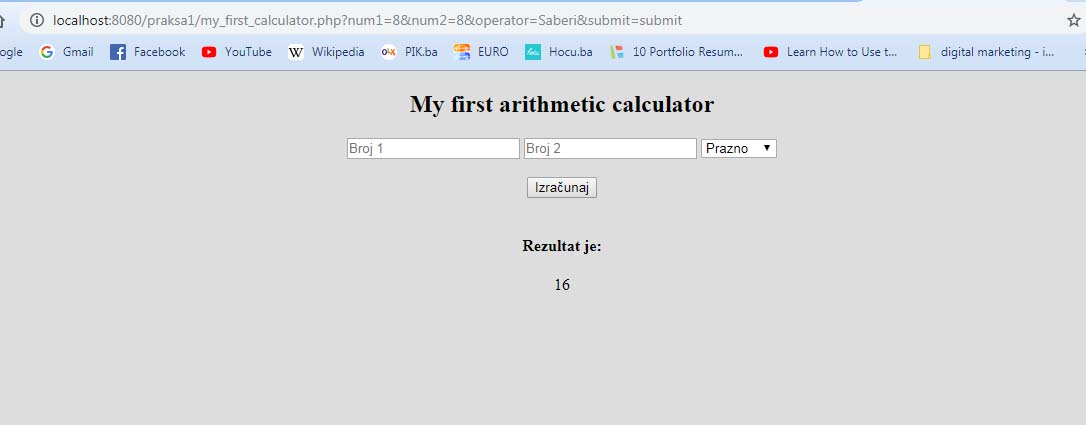 localhost:8080/praksa1/my_first_calculator.php?num1=8&num2=8&operator=Saberi&submit=submit
ogle Gmail Facebook YouTube Wikipedia PIK.ba EURO Hocu.ba 10 Portfolio Resum... Learn How to Use t... digital marketing - i...
My first arithmetic calculator
Broj 1 Broj 2 Prazno
Izračunaj
Rezultat je:
16